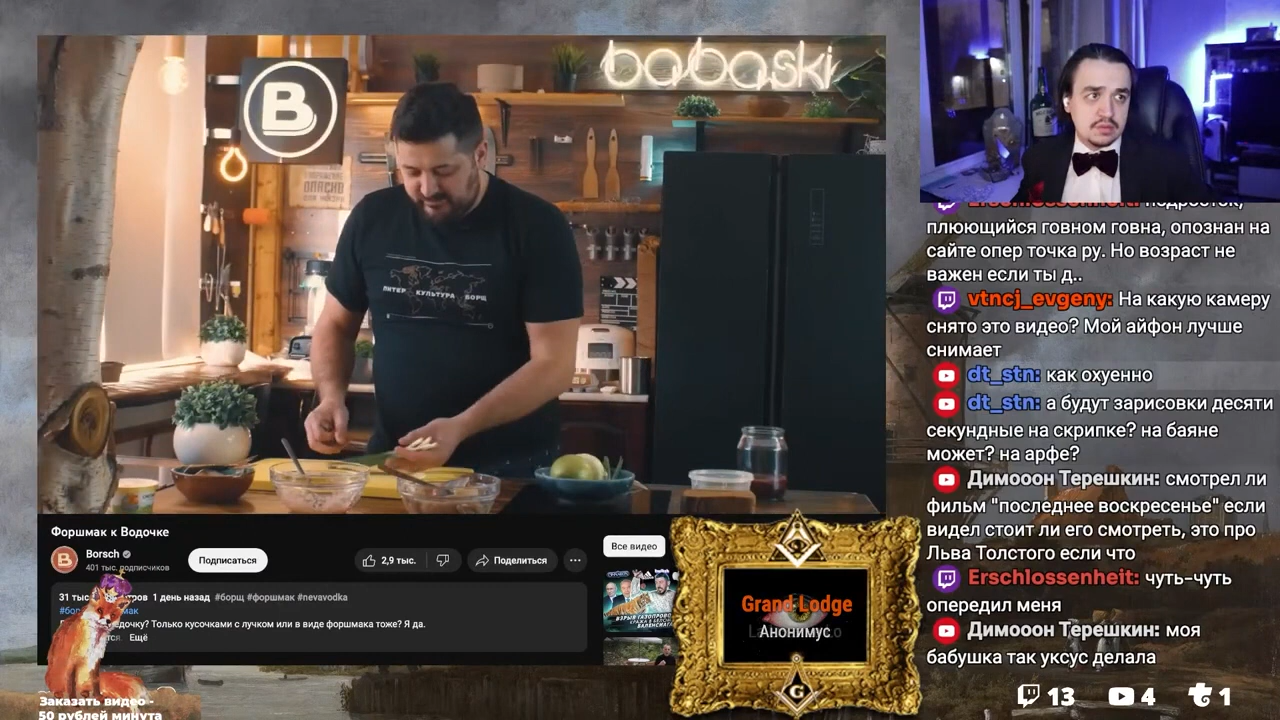 babaski
B
ОПАСНО
ПИТЕР КУЛЬТУРА БОРЩ
Форшмак к Водочке
Borsch
401 тыс. подписчиков
Подписаться
2,9 тыс.
Поделиться
Все видео
31 тыс.
1 день назад #борщ #форшмак #nevavodka
Только кусочками с лучком или в виде форшмака тоже? Я да.
Ещё
Заказать видео -
50 рублей минута
Grand Lodge
Анонимус
G
плюющийся говном говна, опознан на
сайте опер точка ру. Но возраст не
важен если ты д..
vtncj_evgeny: На какую камеру
снято это видео? Мой айфон лучше
снимает
dt_stn: как охуенно
dt_stn: а будут зарисовки десяти
секундные на скрипке? на баяне
может? на арфе?
Димооон Терешкин: смотрел ли
фильм "последнее воскресенье" если
видел стоит ли его смотреть, это про
Льва Толстого если что
Erschlossenheit: чуть-чуть
опередил меня
Димооон Терешкин: моя
бабушка так уксус делала
13 4 1